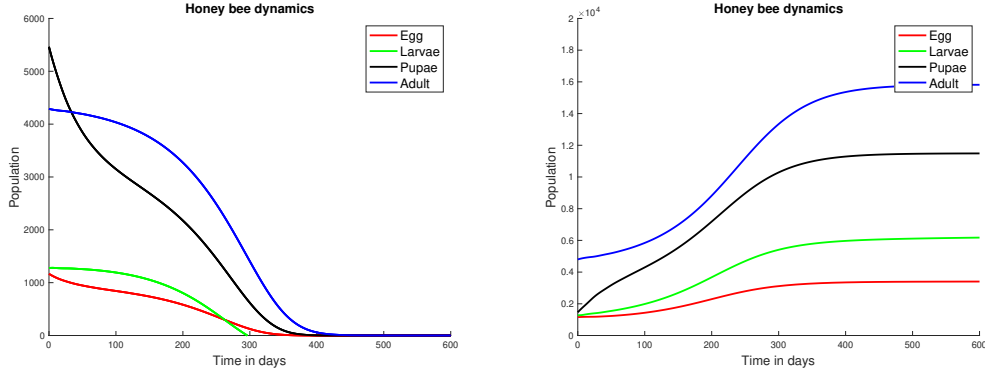 Honey bee dynamics
6000
5000
4000
3000
2000
1000
0
Population
0 100 200 300 400 500 600
Time in days
Egg
Larvae
Pupae
Adult
Honey bee dynamics
×10⁴
2
1.8
1.6
1.4
1.2
1
0.8
0.6
0.4
0.2
0
Population
0 100 200 300 400 500 600
Time in days
Egg
Larvae
Pupae
Adult